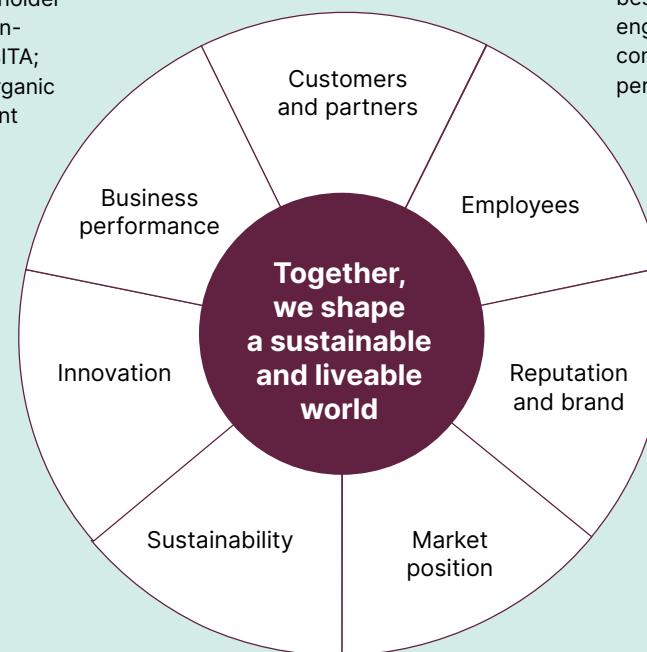 Customers
and partners
Employees
Reputation
and brand
Market
position
Sustainability
Innovation
Business
performance
Together,
we shape
a sustainable
and liveable
world